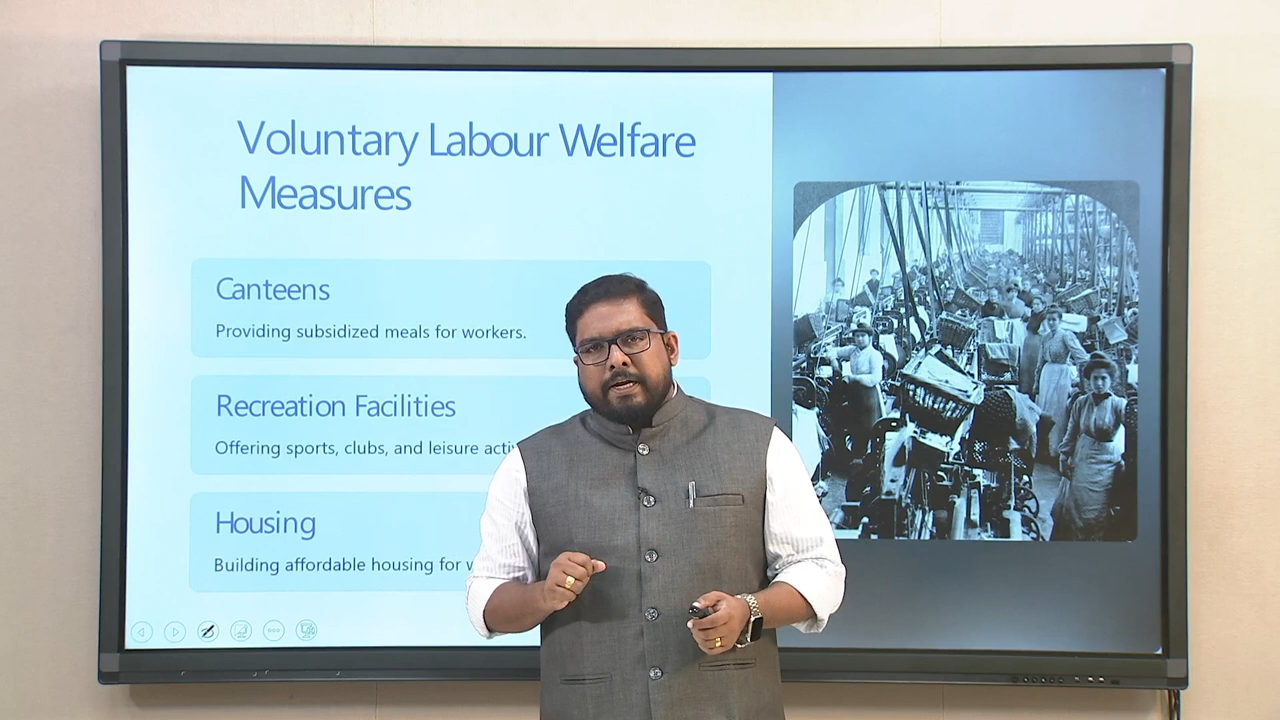 Voluntary Labour Welfare
Measures
Canteens
Providing subsidized meals for workers.
Recreation Facilities
Offering sports, clubs, and leisure
Housing
Building affordable housing for